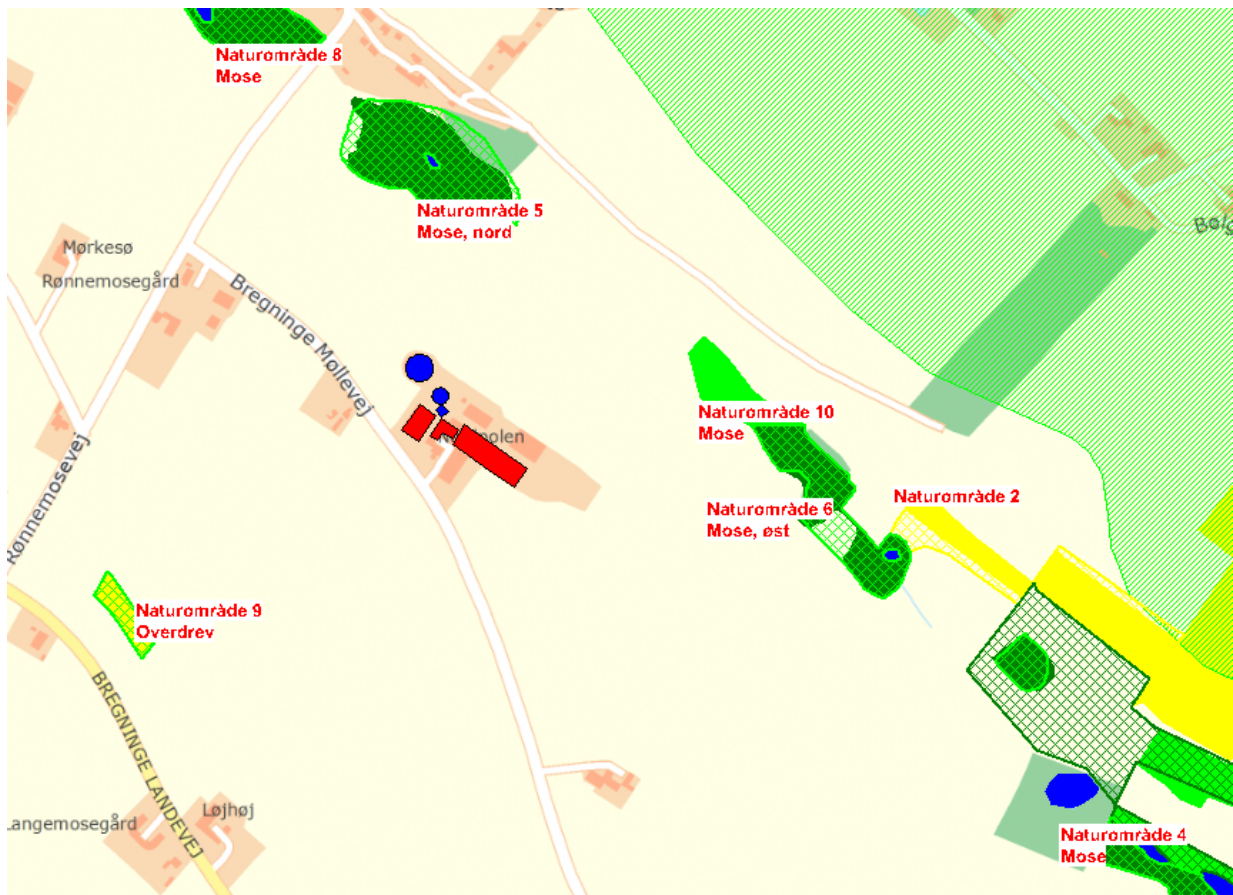 Naturområde 8
Mose
Naturområde 5
Mose, nord
Mørkesø
Rønnemosegård
Bregninge Møllevej
Bølg
Naturområde 10
Mose
Rønnemosevej
Naturområde 6
Mose, øst
Naturområde 2
Naturområde 9
Overdrev
BREGNINGE LANDEVEJ
Løjhøj
Langemosegård
Naturområde 4
Mose